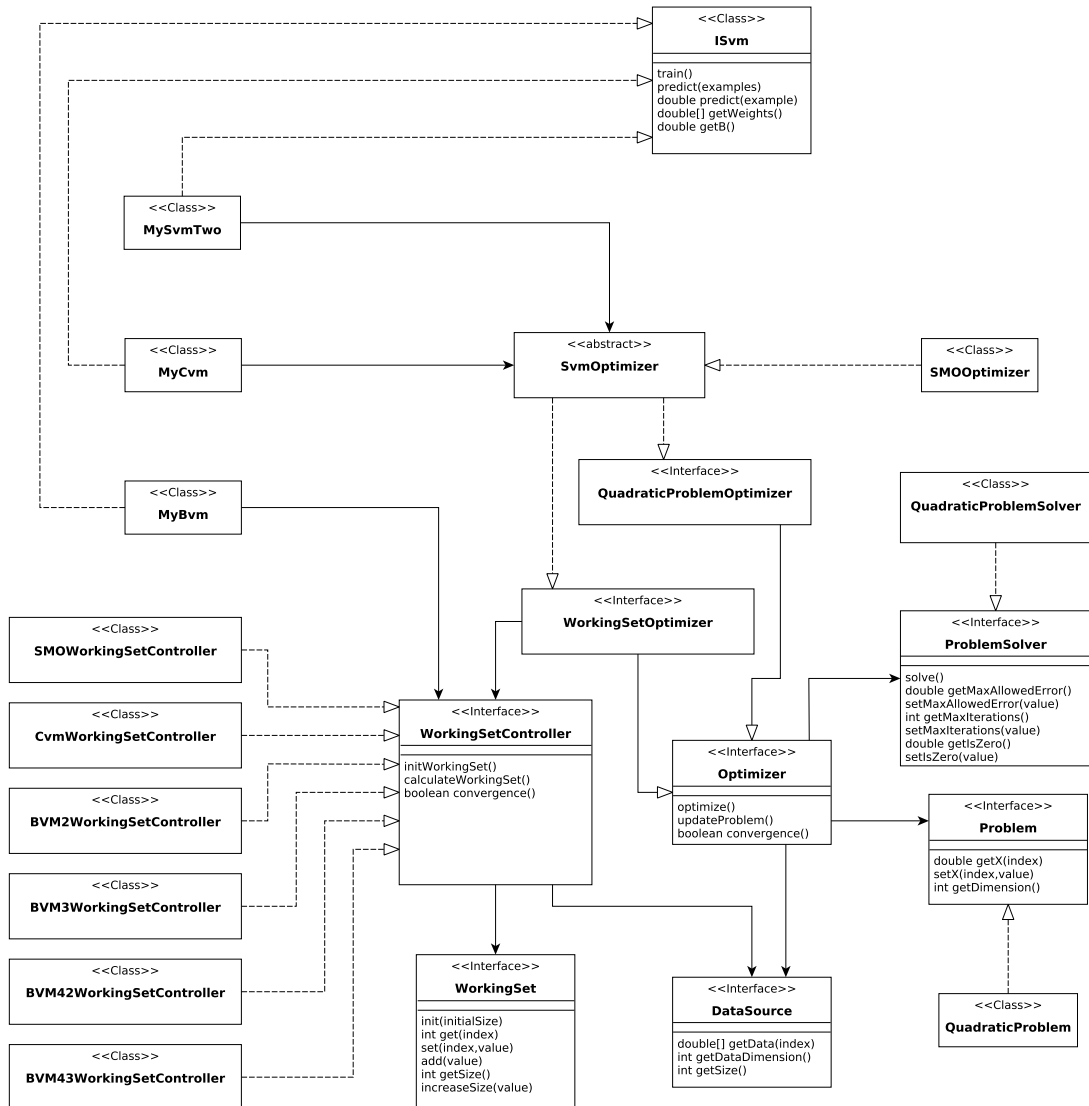 <<Class>>
ISvm
train()
predict(examples)
double predict(example)
double[] getWeights()
double getB()
<<Class>>
MySvmTwo
<<abstract>>
SvmOptimizer
<<Class>>
MyCvm
<<Class>>
SMOOptimizer
<<Interface>>
QuadraticProblemOptimizer
<<Class>>
QuadraticProblemSolver
<<Class>>
MyBvm
<<Interface>>
WorkingSetOptimizer
<<Interface>>
ProblemSolver
solve()
double getMaxAllowedError()
setMaxAllowedError(value)
int getMaxIterations()
setMaxIterations(value)
double getIsZero()
setIsZero(value)
<<Class>>
SMOWorkingSetController
<<Class>>
CvmWorkingSetController
<<Class>>
BVM2WorkingSetController
<<Class>>
BVM3WorkingSetController
<<Class>>
BVM42WorkingSetController
<<Class>>
BVM43WorkingSetController
<<Interface>>
WorkingSetController
initWorkingSet()
calculateWorkingSet()
boolean convergence()
<<Interface>>
Optimizer
optimize()
updateProblem()
boolean convergence()
<<Interface>>
Problem
double getX(index)
setX(index,value)
int getDimension()
<<Interface>>
WorkingSet
init(initialSize)
int get(index)
set(index,value)
add(value)
int getSize()
increaseSize(value)
<<Interface>>
DataSource
double[] getData(index)
int getDataDimension()
int getSize()
<<Class>>
QuadraticProblem